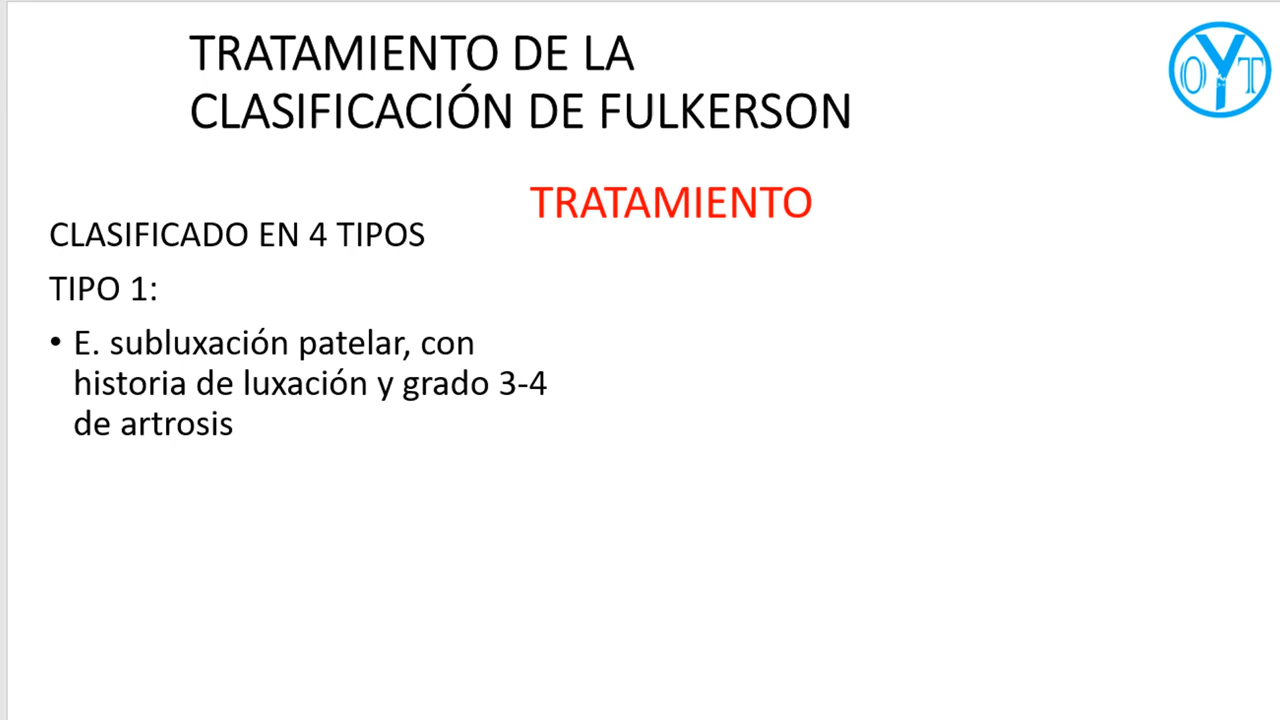 TRATAMIENTO DE LA
CLASIFICACIÓN DE FULKERSON
OYT
TRATAMIENTO
CLASIFICADO EN 4 TIPOS
TIPO 1:
• E. subluxación patelar, con
historia de luxación y grado 3-4
de artrosis